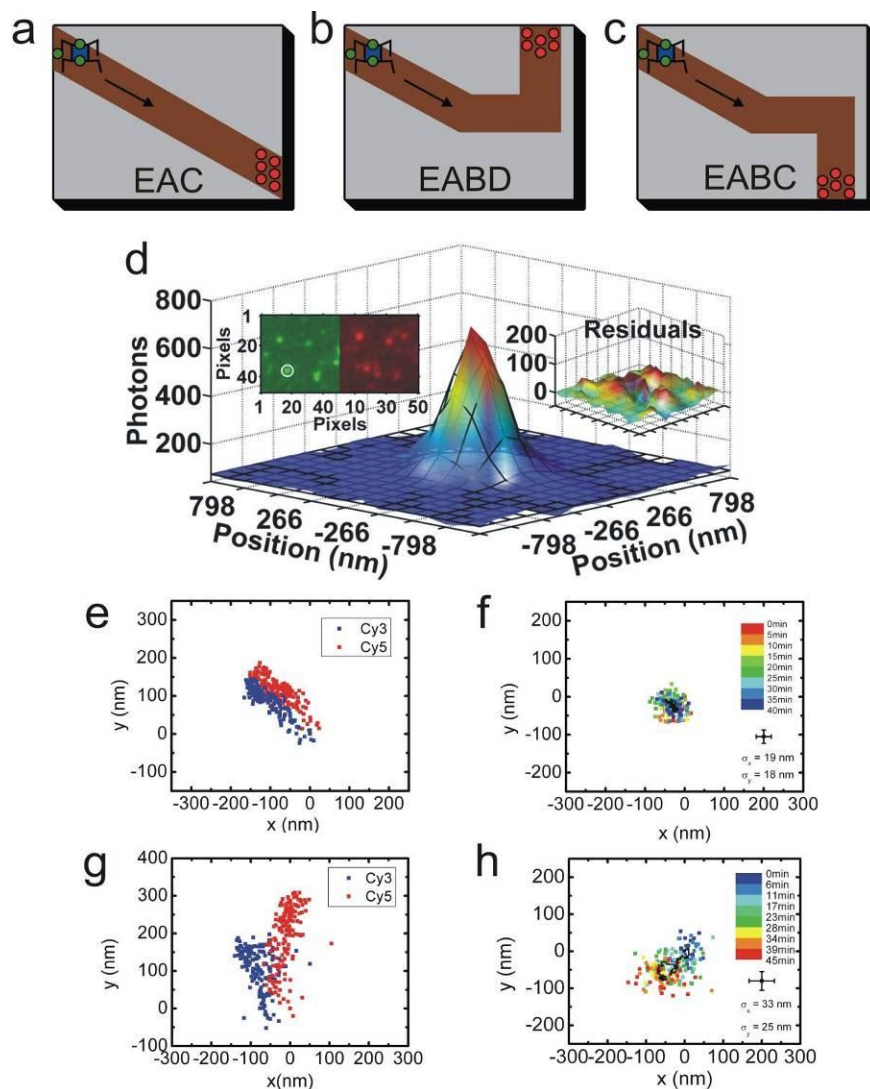 a
b
c
EAC
EABD
EABC
d
800
600
400
200
Photons
1
20
40
Pixels
1 20 40 10 30 50
Pixels
Residuals
200
100
0
798
266
-266
-798
Position (nm)
-798
-266
266
798
Position (nm)
e
300
200
100
0
-100
y (nm)
Cy3
Cy5
-300 -200 -100 0 100 200
x (nm)
f
200
100
0
-100
-200
y (nm)
0min
5min
10min
15min
20min
25min
30min
35min
40min
σx = 19 nm
σy = 18 nm
-300 -200 -100 0 100 200 300
x (nm)
g
400
300
200
100
0
-100
y (nm)
Cy3
Cy5
-300 -200 -100 0 100 200 300
x(nm)
h
200
100
0
-100
-200
y (nm)
0min
6min
11min
17min
23min
28min
34min
39min
45min
σx = 33 nm
σy = 25 nm
-300 -200 -100 0 100 200 300
x (nm)